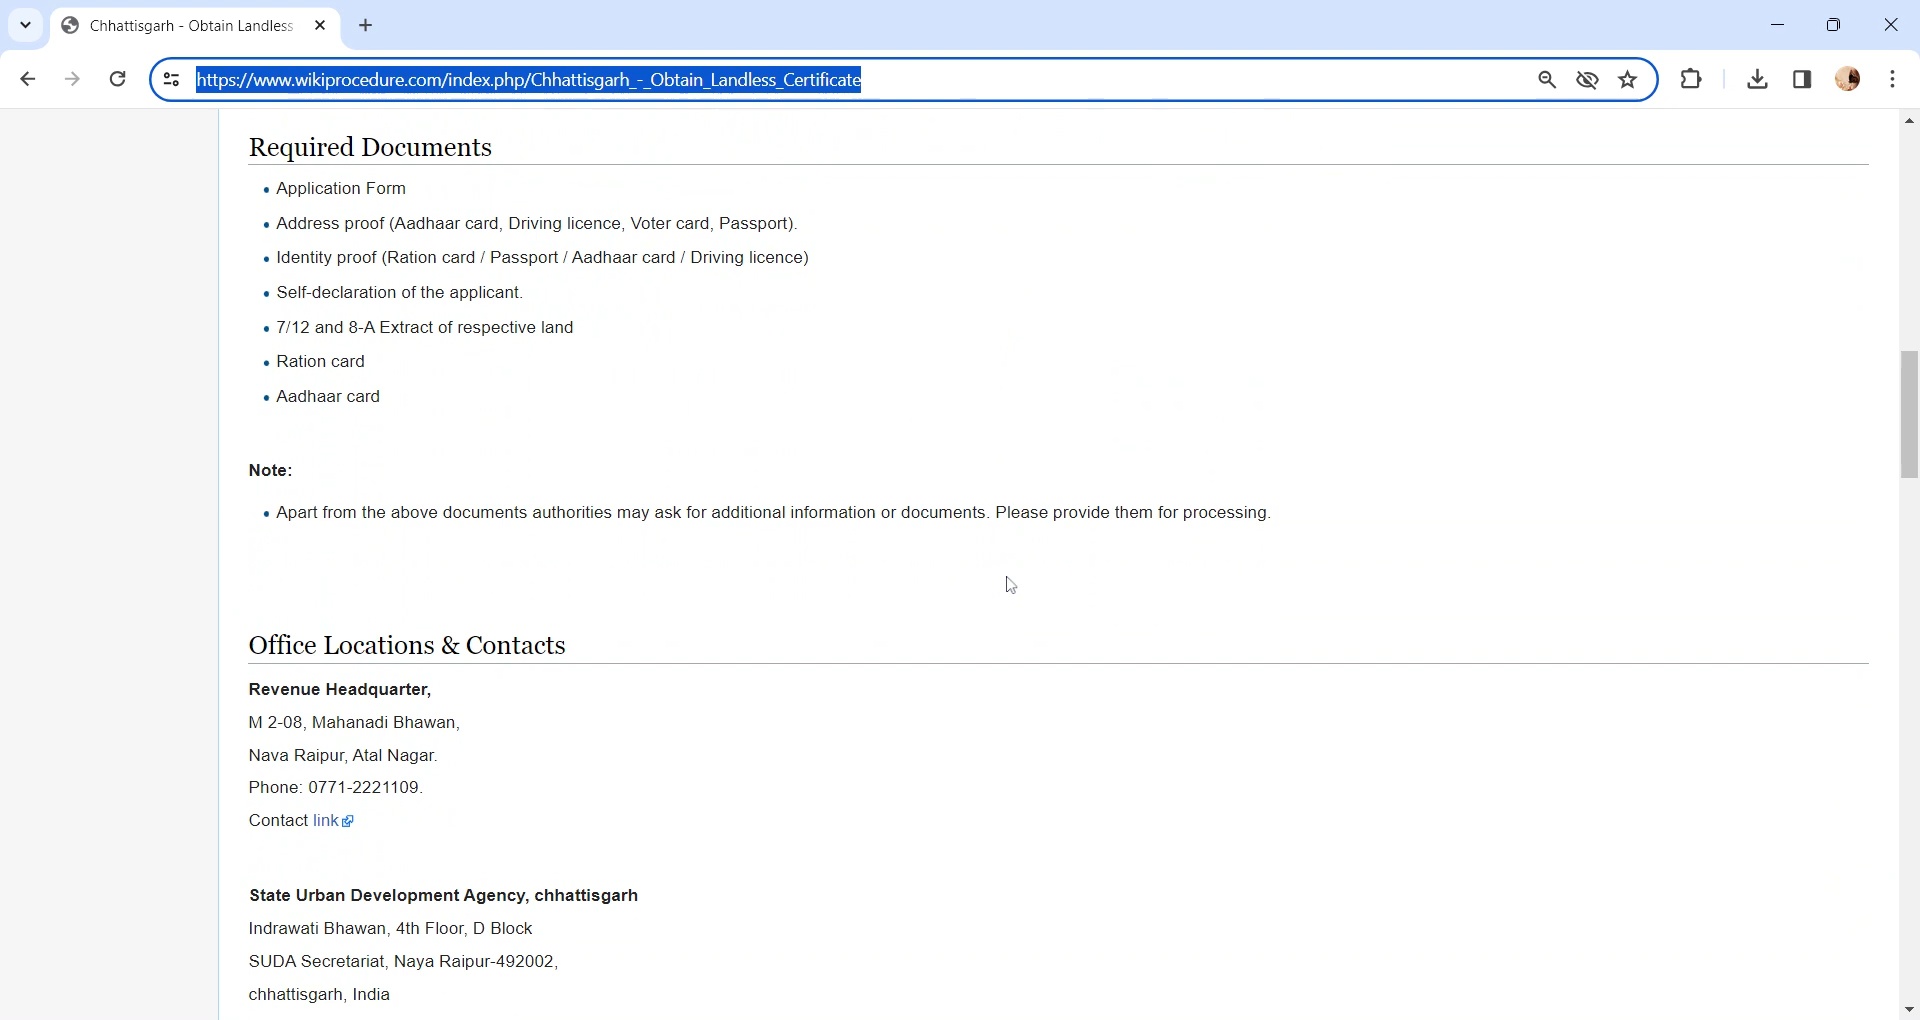 Chhattisgarh - Obtain Landless
https://www.wikiprocedure.com/index.php/Chhattisgarh_-_Obtain_Landless_Certificate
Required Documents
Application Form
Address proof (Aadhaar card, Driving licence, Voter card, Passport).
Identity proof (Ration card / Passport / Aadhaar card / Driving licence)
Self-declaration of the applicant.
7/12 and 8-A Extract of respective land
Ration card
Aadhaar card
Note:
Apart from the above documents authorities may ask for additional information or documents. Please provide them for processing.
Office Locations & Contacts
Revenue Headquarter,
M 2-08, Mahanadi Bhawan,
Nava Raipur, Atal Nagar.
Phone: 0771-2221109.
Contact link
State Urban Development Agency, chhattisgarh
Indrawati Bhawan, 4th Floor, D Block
SUDA Secretariat, Naya Raipur-492002,
chhattisgarh, India